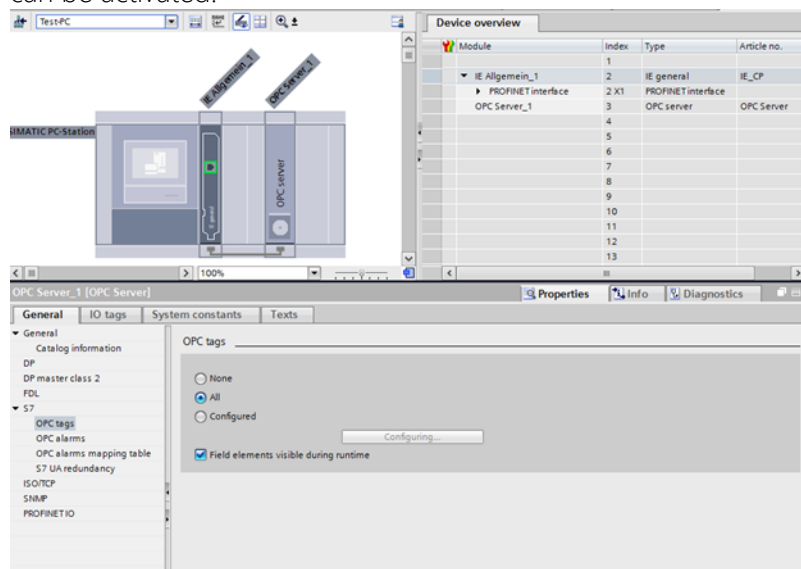 can be activated.
Test-PC
Device overview
Module Index Type Article no.
1
IE Allgemein_1 2 IE general IE_CP
PROFINET interface 2 X1 PROFINET interface
OPC Server_1 3 OPC server OPC Server
4
5
6
7
8
9
10
11
12
13
IE Allgemein_1
OPC Server_1
SIMATIC PC-Station
OPC server
100%
OPC Server_1 [OPC Server]
Properties Info Diagnostics
General IO tags System constants Texts
General
Catalog information
DP
DP master class 2
FDL
S7
OPC tags
OPC alarms
OPC alarms mapping table
S7 UA redundancy
ISO/TCP
SNMP
PROFINET IO
OPC tags
None
All
Configured
Configuring...
Field elements visible during runtime